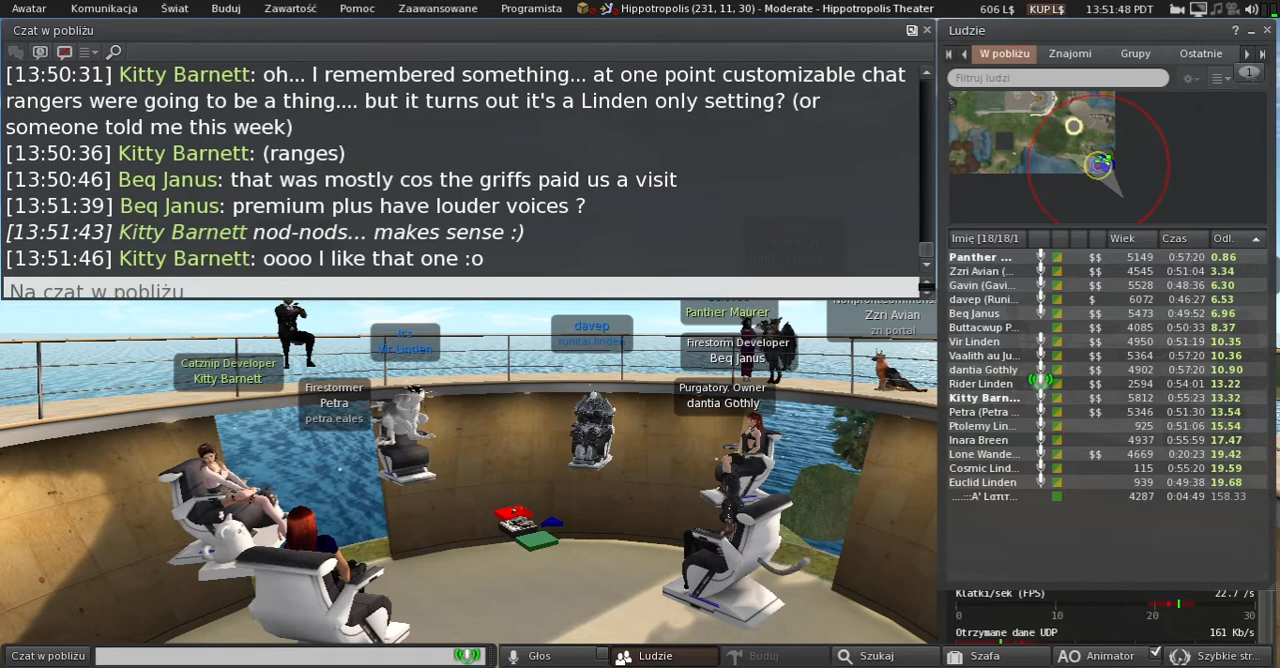 Awatar Komunikacja Świat Buduj Zawartość Pomoc Zaawansowane Programista Hippotropolis (231, 11, 30) - Moderate - Hippotropolis Theater 606 L$ KUP L$ 13:51:48 PDT
Czat w pobliżu
[13:50:31] Kitty Barnett: oh... I remembered something... at one point customizable chat
rangers were going to be a thing.... but it turns out it's a Linden only setting? (or
someone told me this week)
[13:50:36] Kitty Barnett: (ranges)
[13:50:46] Beq Janus: that was mostly cos the griffs paid us a visit
[13:51:39] Beq Janus: premium plus have louder voices ?
[13:51:43] Kitty Barnett nod-nods... makes sense :)
[13:51:46] Kitty Barnett: oooo I like that one :o
Na czat w pobliżu
Catznip Developer
Kitty Barnett
Firestormer
Petra
petra.eales
It's
Vir Linden
davep
runitai.linden
Panther Maurer
Firestorm Developer
Beq Janus
Purgatory. Owner
dantia Gothly
Zzri Avian
zn portal
Ludzie
W pobliżu Znajomi Grupy Ostatnie
Filtruj ludzi 1
Imię [18/18/1 Wiek Czas Odl.
Panther ... $$ 5149 0:57:20 0.86
Zzri Avian (... $$ 4545 0:51:04 3.34
Gavin (Gavi... $$ 5528 0:48:36 6.30
davep (Runi... $ 6072 0:46:27 6.53
Beq Janus $$ 5473 0:49:52 6.96
Buttacwup P... $$ 4085 0:50:33 8.37
Vir Linden $$ 4950 0:51:19 10.35
Vaalith au Ju... $$ 5364 0:57:20 10.36
dantia Gothly $$ 4902 0:57:20 10.90
Rider Linden $$ 2594 0:54:01 13.22
Kitty Barn... $$ 5812 0:55:23 13.32
Petra (Petra ... $$ 5346 0:51:30 13.54
Ptolemy Lin... 925 0:51:06 15.54
Inara Breen 4937 0:55:59 17.47
Lone Wande... $$ 4669 0:20:23 19.42
Cosmic Lind... 115 0:55:20 19.59
Euclid Linden 939 0:49:38 19.68
4287 0:04:49 158.33
Klatki/sek (FPS) 22.7 /s
0 10 20 30
Otrzymane dane UDP 161 Kb/s
Czat w pobliżu Głos Ludzie Buduj Szukaj Szafa AO Animator Szybkie str...